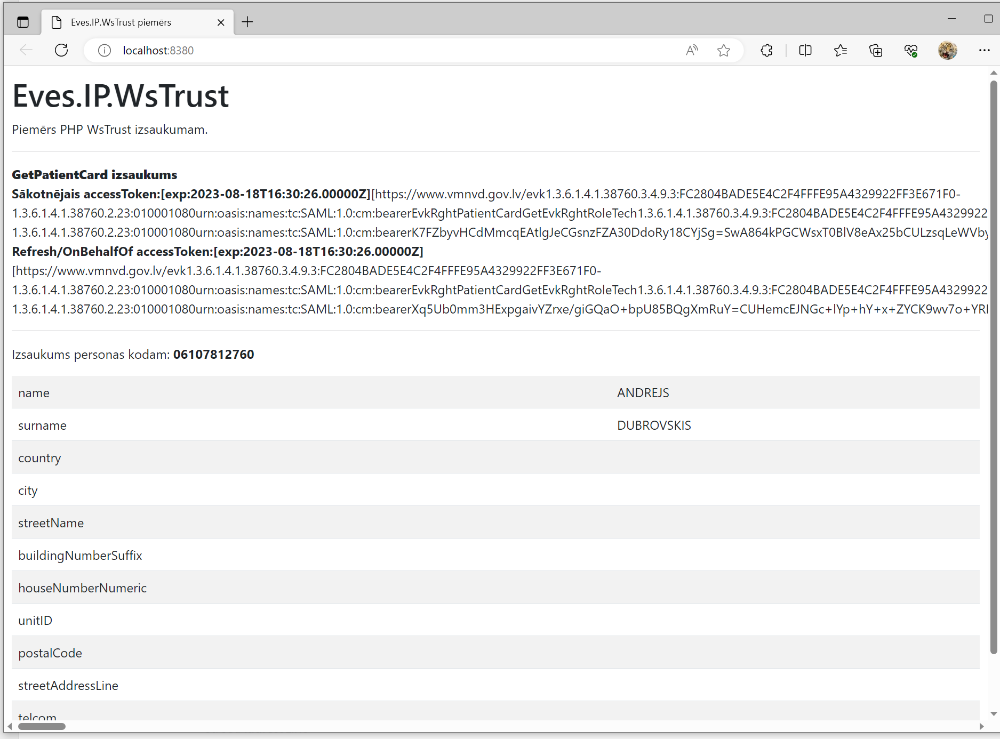 Eves.IP.WsTrust piemērs
localhost:8380
Eves.IP.WsTrust
Piemērs PHP WsTrust izsaukumam.
GetPatientCard izsaukums
Sākotnējais accessToken:[exp:2023-08-18T16:30:26.00000Z][https://www.vmnvd.gov.lv/evk1.3.6.1.4.1.38760.3.4.9.3:FC2804BADE5E4C2F4FFFE95A4329922FF3E671F0-
1.3.6.1.4.1.38760.2.23:010001080urn:oasis:names:tc:SAML:1.0:cm:bearerEvkRghtPatientCardGetEvkRghtRoleTech1.3.6.1.4.1.38760.3.4.9.3:FC2804BADE5E4C2F4FFFE95A4329922
1.3.6.1.4.1.38760.2.23:010001080urn:oasis:names:tc:SAML:1.0:cm:bearerK7FZbyvHCdMmcqEAtlgJeCGsnzFZA30DdoRy18CYjSg=SwA864kPGCWsxT0BlV8eAx25bCULzsqLeWVby
Refresh/OnBehalfOf accessToken:[exp:2023-08-18T16:30:26.00000Z]
[https://www.vmnvd.gov.lv/evk1.3.6.1.4.1.38760.3.4.9.3:FC2804BADE5E4C2F4FFFE95A4329922FF3E671F0-
1.3.6.1.4.1.38760.2.23:010001080urn:oasis:names:tc:SAML:1.0:cm:bearerEvkRghtPatientCardGetEvkRghtRoleTech1.3.6.1.4.1.38760.3.4.9.3:FC2804BADE5E4C2F4FFFE95A4329922
1.3.6.1.4.1.38760.2.23:010001080urn:oasis:names:tc:SAML:1.0:cm:bearerXq5Ub0mm3HExpgaivYZrxe/giGQaO+bpU85BQgXmRuY=CUHemcEJNGc+lYp+hY+x+ZYCK9wv7o+YRI
Izsaukums personas kodam: 06107812760
name ANDREJS
surname DUBROVSKIS
country
city
streetName
buildingNumberSuffix
houseNumberNumeric
unitID
postalCode
streetAddressLine
telcom